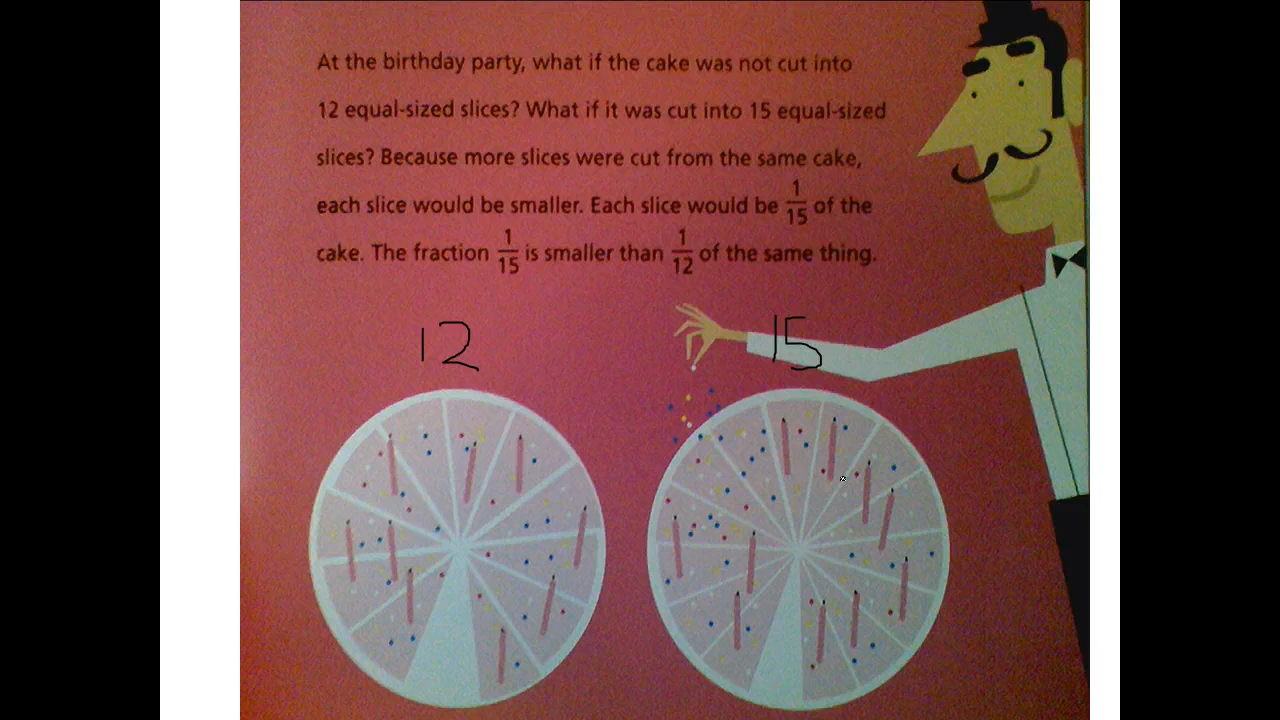 At the birthday party, what if the cake was not cut into
12 equal-sized slices? What if it was cut into 15 equal-sized
slices? Because more slices were cut from the same cake,
each slice would be smaller. Each slice would be 1/15 of the
cake. The fraction 1/15 is smaller than 1/12 of the same thing.
12
15